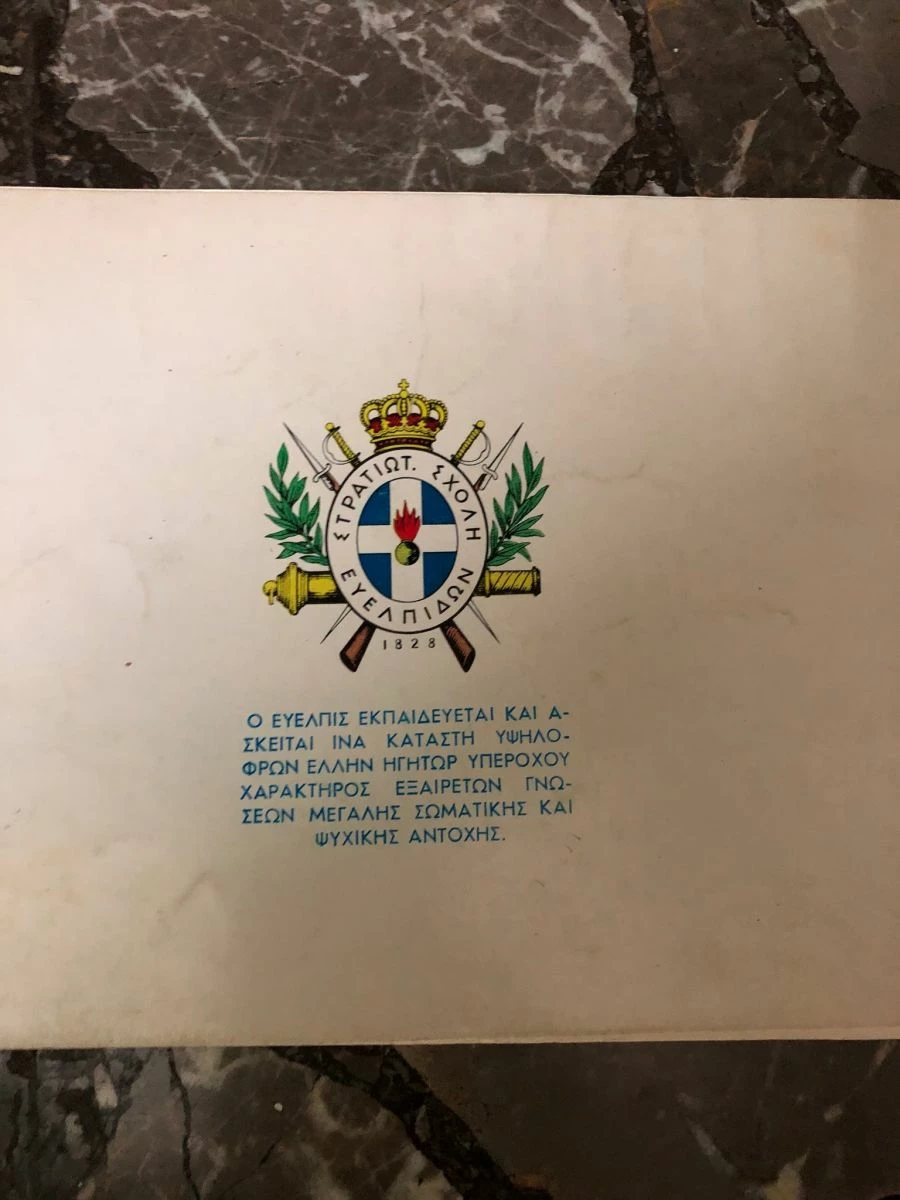 ΣΤΡΑΤΙΩΤ. ΣΧΟΛΗ
ΕΥΕΛΠΙΔΩΝ
1828
Ο ΕΥΕΛΠΙΣ ΕΚΠΑΙΔΕΥΕΤΑΙ ΚΑΙ Α-
ΣΚΕΙΤΑΙ ΙΝΑ ΚΑΤΑΣΤΗ ΥΨΗΛΟ-
ΦΡΩΝ ΕΛΛΗΝ ΗΓΗΤΩΡ ΥΠΕΡΟΧΟΥ
ΧΑΡΑΚΤΗΡΟΣ ΕΞΑΙΡΕΤΩΝ ΓΝΩ-
ΣΕΩΝ ΜΕΓΑΛΗΣ ΣΩΜΑΤΙΚΗΣ ΚΑΙ
ΨΥΧΙΚΗΣ ΑΝΤΟΧΗΣ.